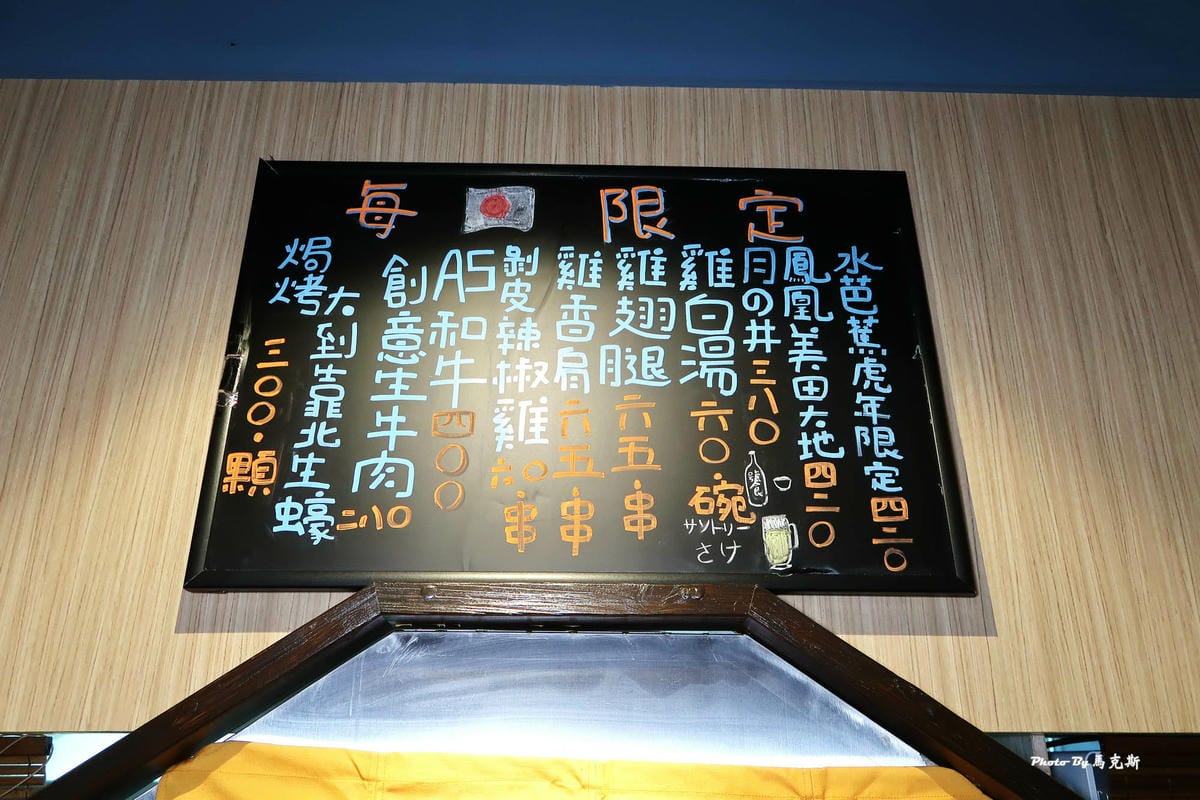 每 限定
水芭蕉虎年限定 四二〇
鳳凰美田大地 四二〇
月の井 三八〇
雞白湯 六〇·碗
雞翅腿 六五·串
雞香肩 六五·串
剝皮辣椒雞 六〇串
A5和牛 四〇〇
創意生牛肉 二八〇
大到靠北生蠔
焗烤
三〇〇·顆
サントリー
さけ
Photo By 馬克斯